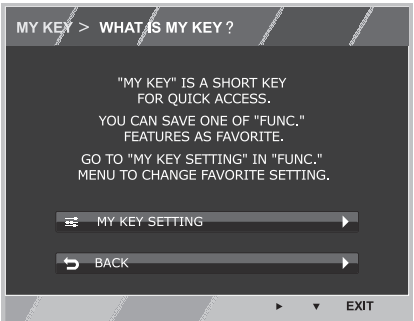 MY KEY > WHAT IS MY KEY ?
"MY KEY" IS A SHORT KEY
FOR QUICK ACCESS.
YOU CAN SAVE ONE OF "FUNC."
FEATURES AS FAVORITE.
GO TO "MY KEY SETTING" IN "FUNC."
MENU TO CHANGE FAVORITE SETTING.
MY KEY SETTING
BACK
EXIT